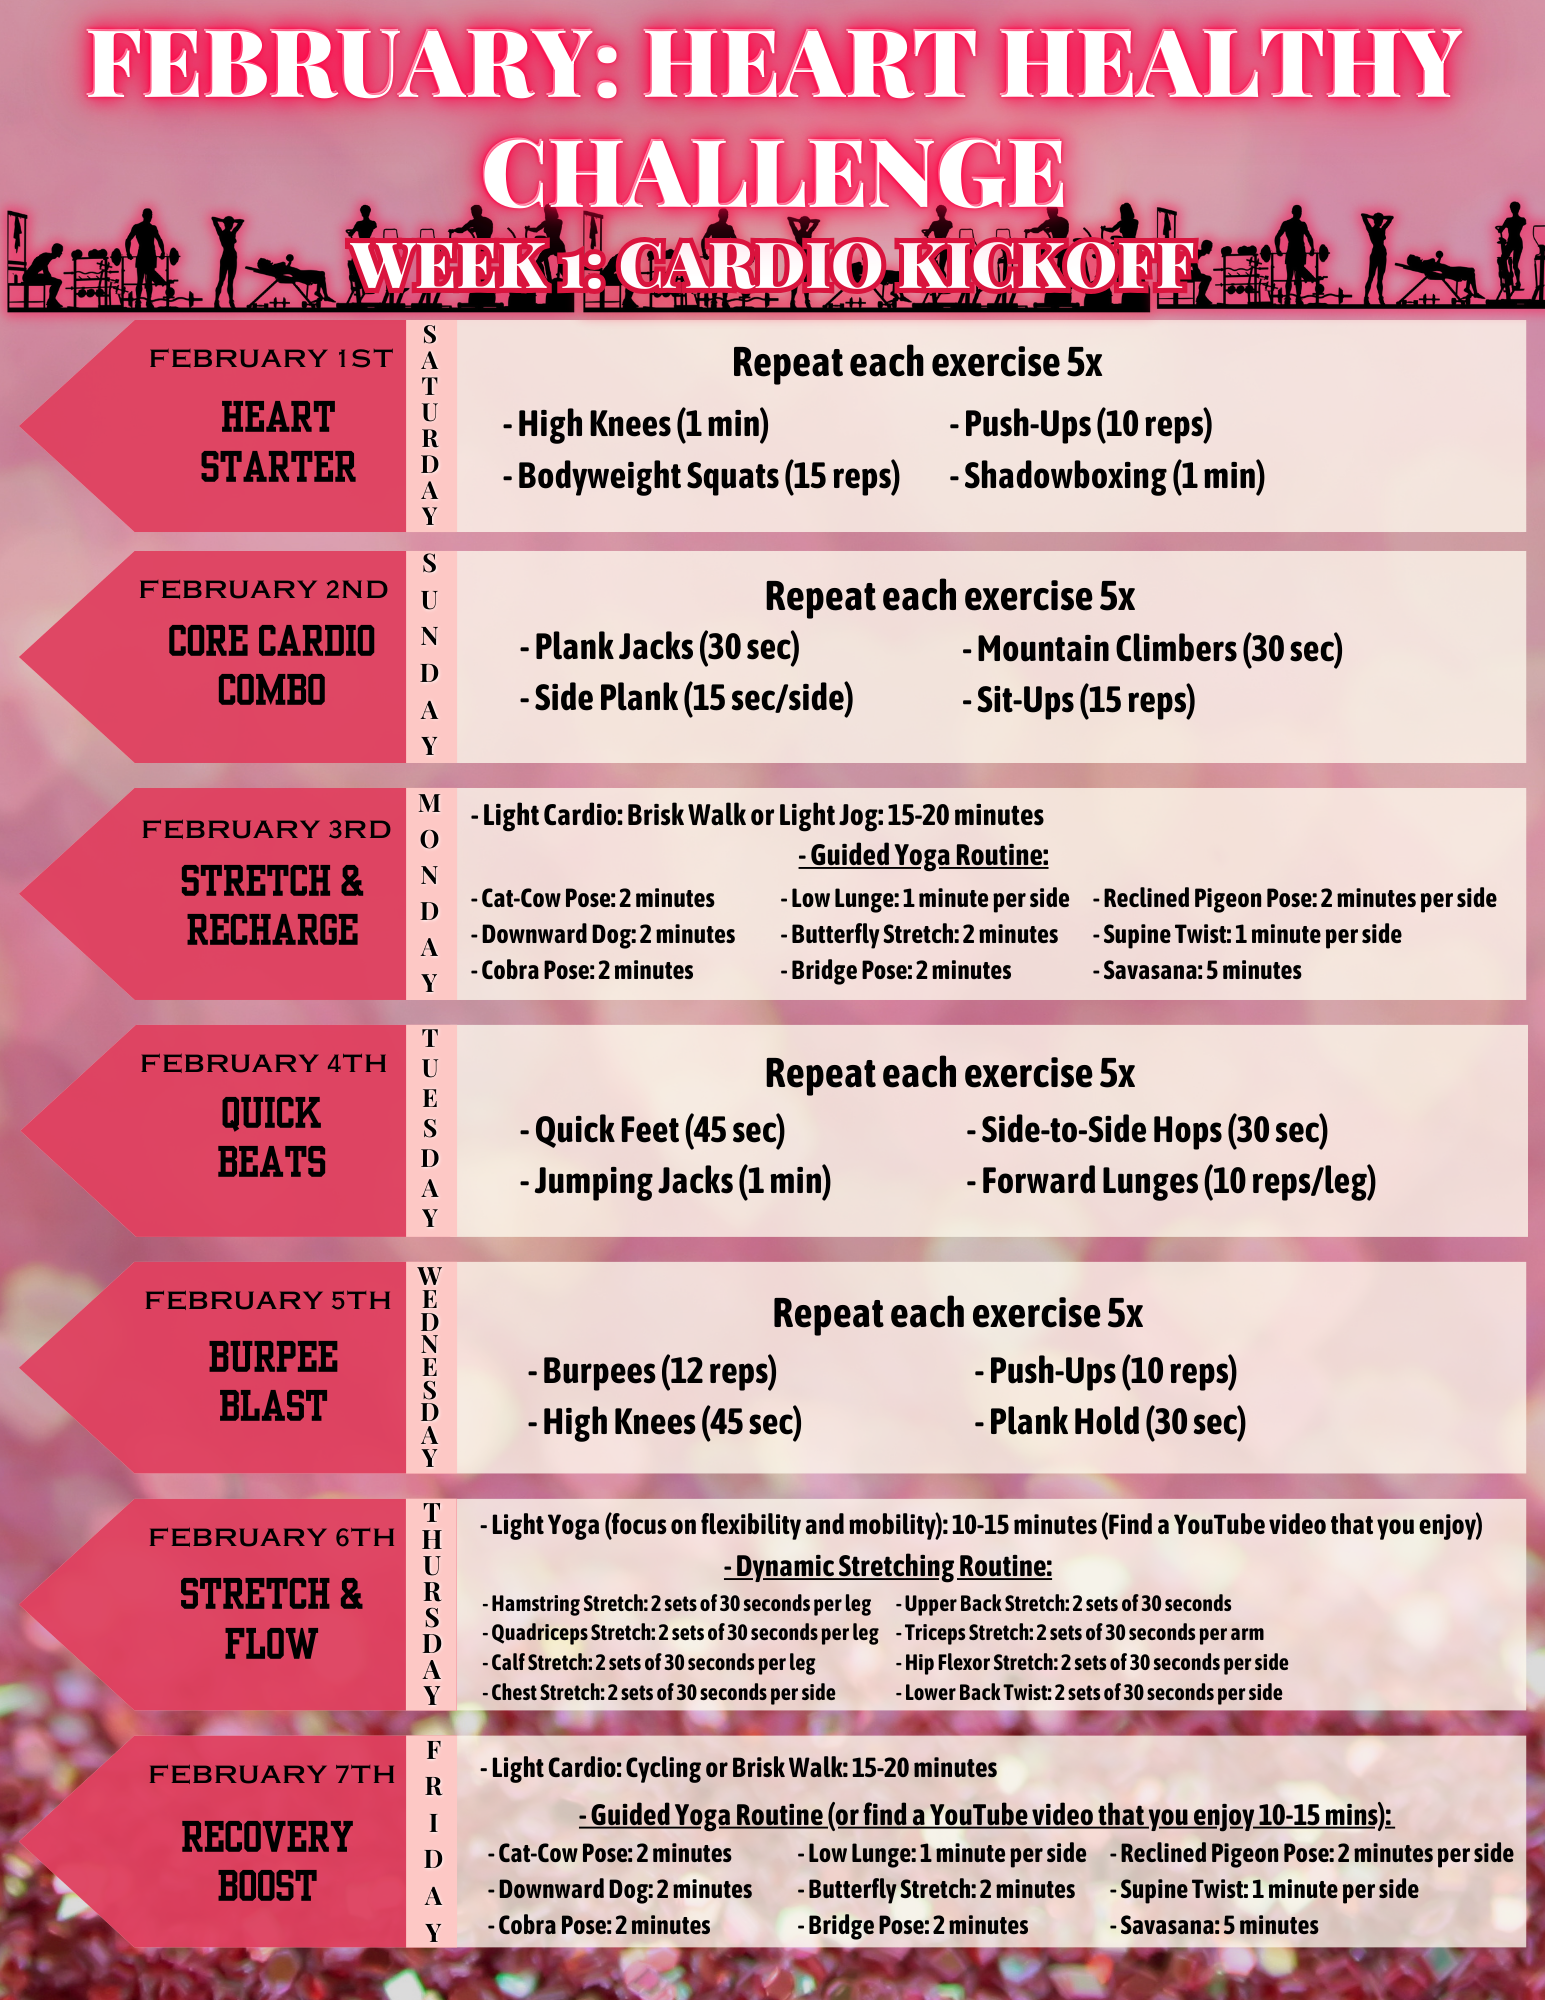 FEBRUARY: HEART HEALTHY
CHALLENGE
WEEK 1: CARDIO KICKOFF
FEBRUARY 1ST
HEART
STARTER
SATURDAY
Repeat each exercise 5x
- High Knees (1 min)
- Bodyweight Squats (15 reps)
- Push-Ups (10 reps)
- Shadowboxing (1 min)
FEBRUARY 2ND
CORE CARDIO
COMBO
SUNDAY
Repeat each exercise 5x
- Plank Jacks (30 sec)
- Side Plank (15 sec/side)
- Mountain Climbers (30 sec)
- Sit-Ups (15 reps)
FEBRUARY 3RD
STRETCH &
RECHARGE
MONDAY
- Light Cardio: Brisk Walk or Light Jog: 15-20 minutes
- Guided Yoga Routine:
- Cat-Cow Pose: 2 minutes
- Downward Dog: 2 minutes
- Cobra Pose: 2 minutes
- Low Lunge: 1 minute per side
- Butterfly Stretch: 2 minutes
- Bridge Pose: 2 minutes
- Reclined Pigeon Pose: 2 minutes per side
- Supine Twist: 1 minute per side
- Savasana: 5 minutes
FEBRUARY 4TH
QUICK
BEATS
TUESDAY
Repeat each exercise 5x
- Quick Feet (45 sec)
- Jumping Jacks (1 min)
- Side-to-Side Hops (30 sec)
- Forward Lunges (10 reps/leg)
FEBRUARY 5TH
BURPEE
BLAST
WEDNESDAY
Repeat each exercise 5x
- Burpees (12 reps)
- High Knees (45 sec)
- Push-Ups (10 reps)
- Plank Hold (30 sec)
FEBRUARY 6TH
STRETCH &
FLOW
THURSDAY
- Light Yoga (focus on flexibility and mobility): 10-15 minutes (Find a YouTube video that you enjoy)
- Dynamic Stretching Routine:
- Hamstring Stretch: 2 sets of 30 seconds per leg
- Quadriceps Stretch: 2 sets of 30 seconds per leg
- Calf Stretch: 2 sets of 30 seconds per leg
- Chest Stretch: 2 sets of 30 seconds per side
- Upper Back Stretch: 2 sets of 30 seconds
- Triceps Stretch: 2 sets of 30 seconds per arm
- Hip Flexor Stretch: 2 sets of 30 seconds per side
- Lower Back Twist: 2 sets of 30 seconds per side
FEBRUARY 7TH
RECOVERY
BOOST
FRIDAY
- Light Cardio: Cycling or Brisk Walk: 15-20 minutes
- Guided Yoga Routine (or find a YouTube video that you enjoy 10-15 mins):
- Cat-Cow Pose: 2 minutes
- Downward Dog: 2 minutes
- Cobra Pose: 2 minutes
- Low Lunge: 1 minute per side
- Butterfly Stretch: 2 minutes
- Bridge Pose: 2 minutes
- Reclined Pigeon Pose: 2 minutes per side
- Supine Twist: 1 minute per side
- Savasana: 5 minutes